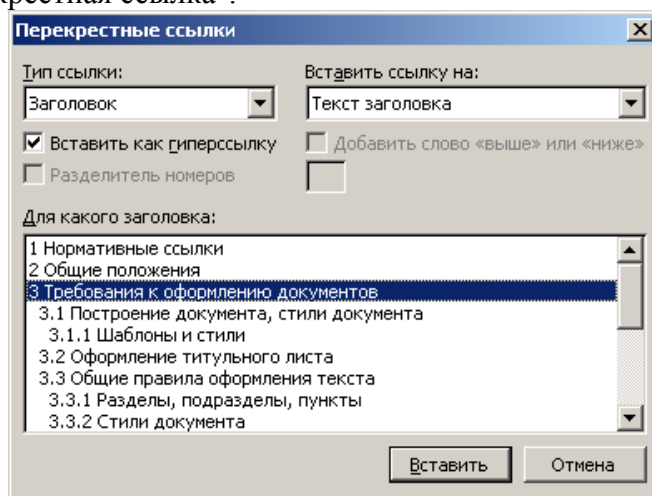 крестная ссылка".
Перекрестные ссылки
Тип ссылки:
Вставить ссылку на:
Заголовок
Текст заголовка
Вставить как гиперссылку
Добавить слово «выше» или «ниже»
Разделитель номеров
Для какого заголовка:
1 Нормативные ссылки
2 Общие положения
3 Требования к оформлению документов
3.1 Построение документа, стили документа
3.1.1 Шаблоны и стили
3.2 Оформление титульного листа
3.3 Общие правила оформления текста
3.3.1 Разделы, подразделы, пункты
3.3.2 Стили документа
Вставить
Отмена